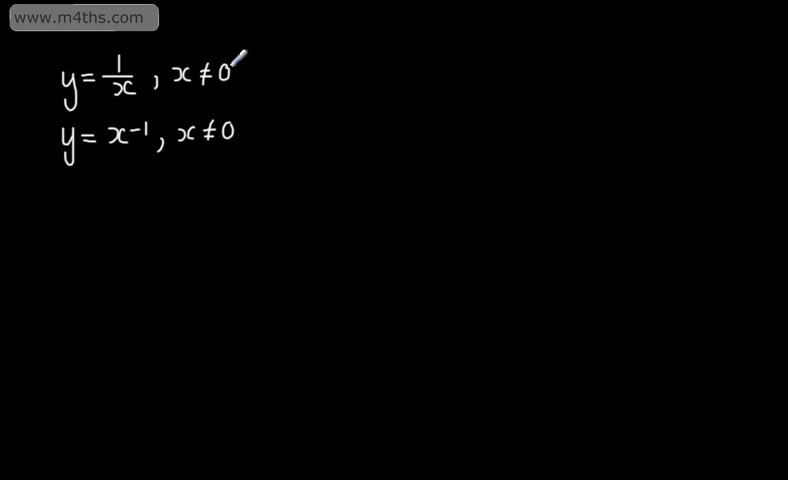 www.m4ths.com
y = 1/x , x ≠ 0
y = x⁻¹ , x ≠ 0